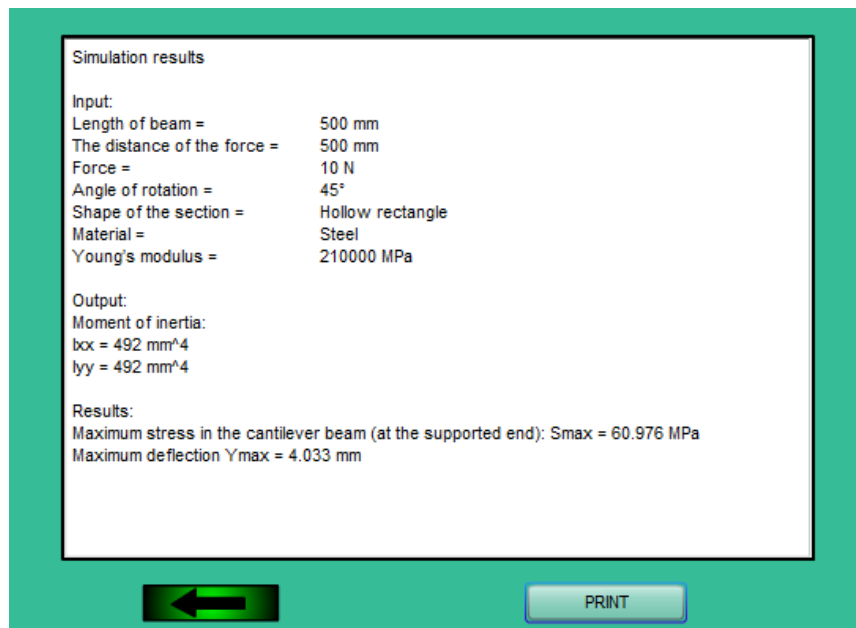 Simulation results
Input:
Length of beam = 500 mm
The distance of the force = 500 mm
Force = 10 N
Angle of rotation = 45°
Shape of the section = Hollow rectangle
Material = Steel
Young's modulus = 210000 MPa
Output:
Moment of inertia:
Ixx = 492 mm^4
Iyy = 492 mm^4
Results:
Maximum stress in the cantilever beam (at the supported end): Smax = 60.976 MPa
Maximum deflection Ymax = 4.033 mm
PRINT